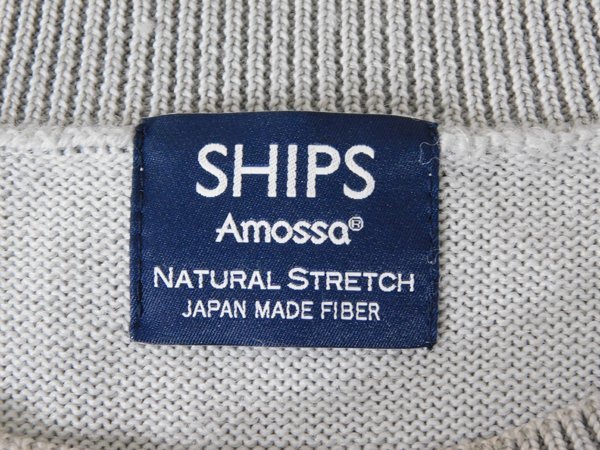 SHIPS
Amossa®
NATURAL STRETCH
JAPAN MADE FIBER